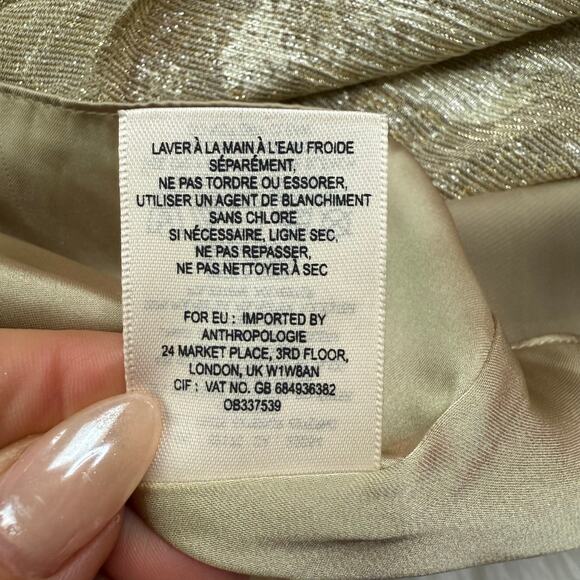 LAVER À LA MAIN À L'EAU FROIDE
SÉPARÉMENT,
NE PAS TORDRE OU ESSORER,
UTILISER UN AGENT DE BLANCHIMENT
SANS CHLORE
SI NÉCESSAIRE, LIGNE SEC,
NE PAS REPASSER,
NE PAS NETTOYER À SEC
FOR EU : IMPORTED BY
ANTHROPOLOGIE
24 MARKET PLACE, 3RD FLOOR,
LONDON, UK W1W8AN
CIF : VAT NO. GB 684936382
OB337539